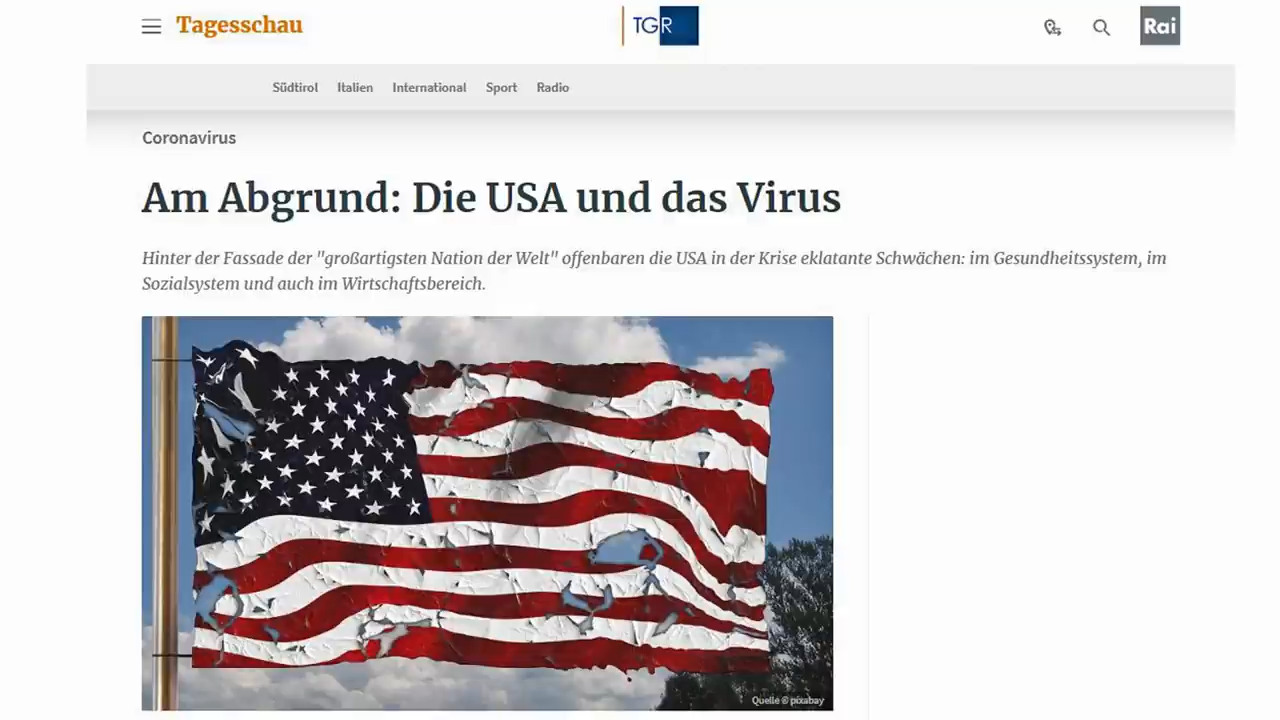 Tagesschau
TGR
Rai
Südtirol Italien International Sport Radio
Coronavirus
Am Abgrund: Die USA und das Virus
Hinter der Fassade der "großartigsten Nation der Welt" offenbaren die USA in der Krise eklatante Schwächen: im Gesundheitssystem, im
Sozialsystem und auch im Wirtschaftsbereich.
Quelle © pixabay